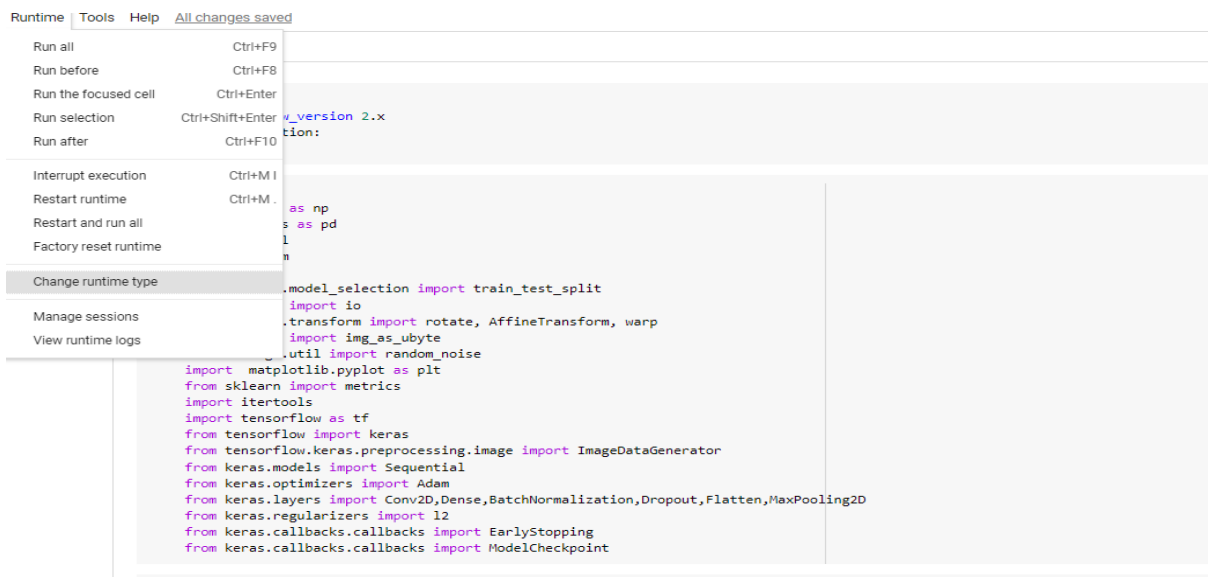 Runtime Tools Help All changes saved
Run all Ctrl+F9
Run before Ctrl+F8
Run the focused cell Ctrl+Enter
Run selection Ctrl+Shift+Enter
Run after Ctrl+F10
Interrupt execution Ctrl+M I
Restart runtime Ctrl+M .
Restart and run all
Factory reset runtime
Change runtime type
Manage sessions
View runtime logs
_version 2.x
tion:
as np
s as pd
l
m
.model_selection import train_test_split
import io
.transform import rotate, AffineTransform, warp
import img_as_ubyte
.util import random_noise
import matplotlib.pyplot as plt
from sklearn import metrics
import itertools
import tensorflow as tf
from tensorflow import keras
from tensorflow.keras.preprocessing.image import ImageDataGenerator
from keras.models import Sequential
from keras.optimizers import Adam
from keras.layers import Conv2D,Dense,BatchNormalization,Dropout,Flatten,MaxPooling2D
from keras.regularizers import l2
from keras.callbacks.callbacks import EarlyStopping
from keras.callbacks.callbacks import ModelCheckpoint